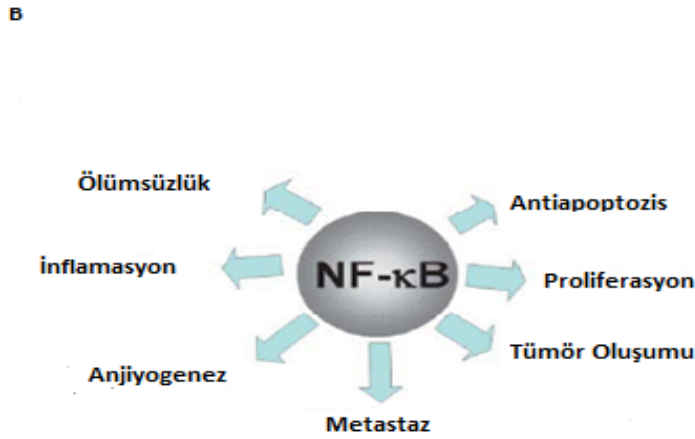 B
Ölümsüzlük
Antiapoptozis
İnflamasyon
NF-κB
Proliferasyon
Tümör Oluşumu
Anjiyogenez
Metastaz